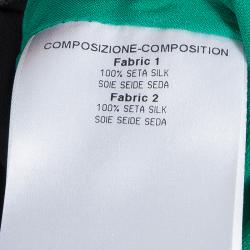 COMPOSIZIONE-COMPOSITION
Fabric 1
100% SETA SILK
SOIE SEIDE SEDA
Fabric 2
100% SETA SILK
SOIE SEIDE SEDA